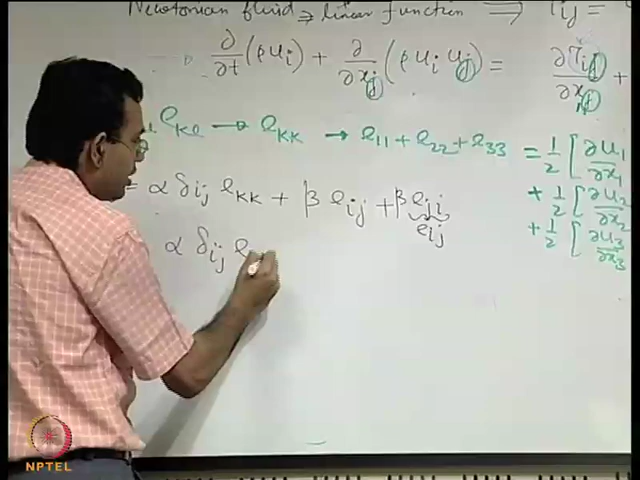 Newtonian fluid ⇒ linear function ⟹ τij =
∂/∂t (ρui) + ∂/∂xj (ρui uj) = ∂τij/∂xj +
eKl → eKK → e11 + e22 + e33 = 1/2 [∂u1/∂x1
+ 1/2 [∂u2/∂x2
+ 1/2 [∂u3/∂x3
= α δij eKK + β eij + β eji
eij
α δij e
NPTEL